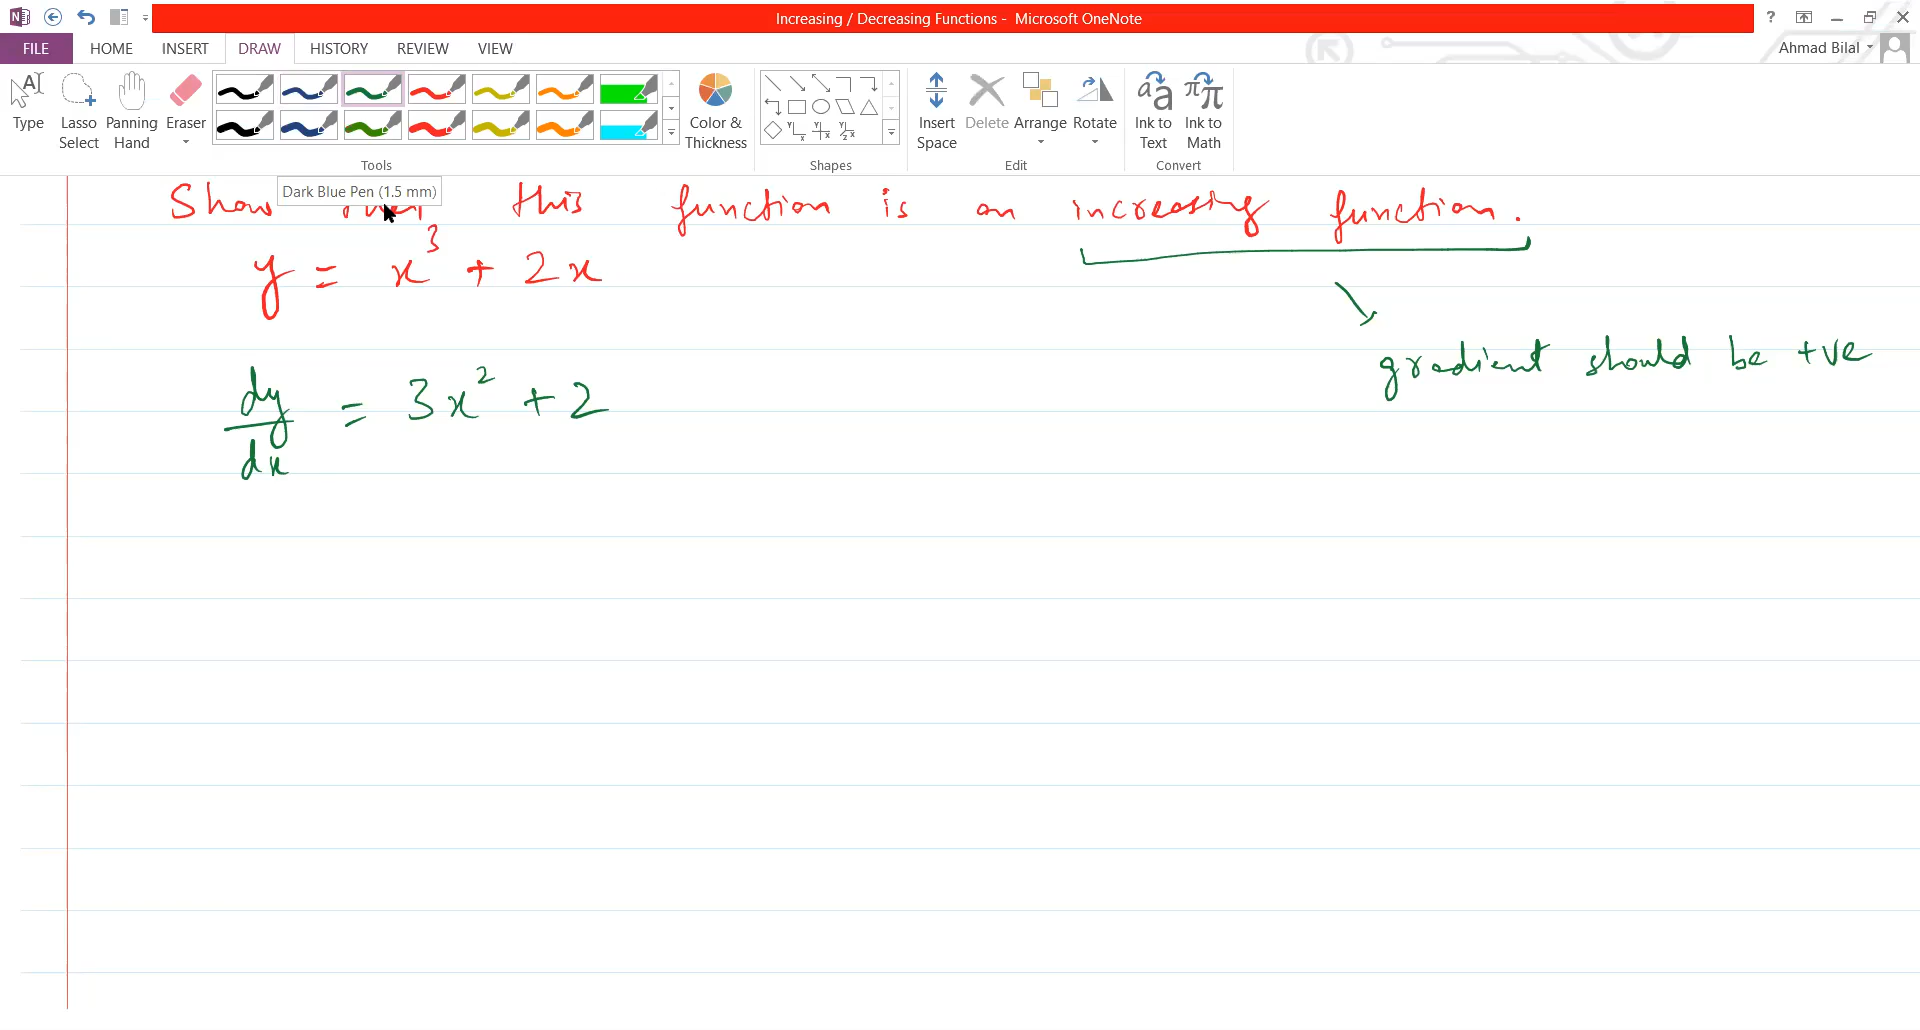 Increasing / Decreasing Functions - Microsoft OneNote
?
FILE HOME INSERT DRAW HISTORY REVIEW VIEW
Ahmad Bilal
Type
Lasso Select
Panning Hand
Eraser
Color & Thickness
Insert Space
Delete
Arrange
Rotate
Ink to Text
Ink to Math
Tools Shapes Edit Convert
Dark Blue Pen (1.5 mm)
Show this function is an increasing function.
y = x³ + 2x
gradient should be +ve
dy/dx = 3x² + 2